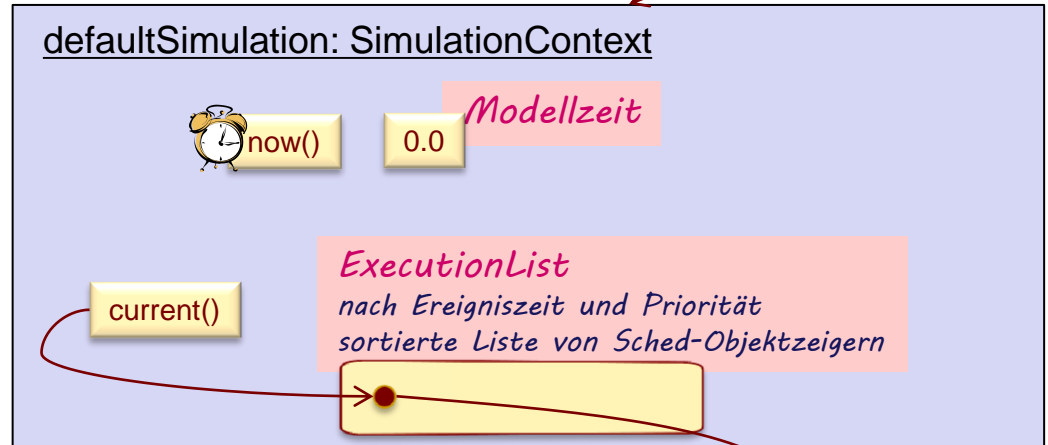 defaultSimulation: SimulationContext
Modellzeit
now()
0.0
ExecutionList
nach Ereigniszeit und Priorität
sortierte Liste von Sched-Objektzeigern
current()